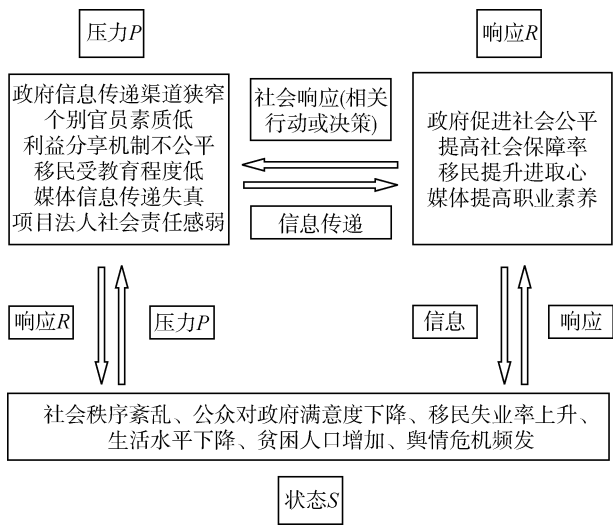 压力P
响应R
政府信息传递渠道狭窄
个别官员素质低
利益分享机制不公平
移民受教育程度低
媒体信息传递失真
项目法人社会责任感弱
社会响应(相关
行动或决策)
信息传递
政府促进社会公平
提高社会保障率
移民提升进取心
媒体提高职业素养
响应R
压力P
信息
响应
社会秩序紊乱、公众对政府满意度下降、移民失业率上升、
生活水平下降、贫困人口增加、舆情危机频发
状态S